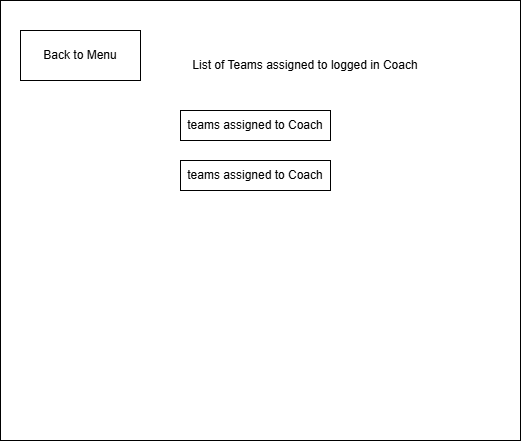 Back to Menu
List of Teams assigned to logged in Coach
teams assigned to Coach
teams assigned to Coach